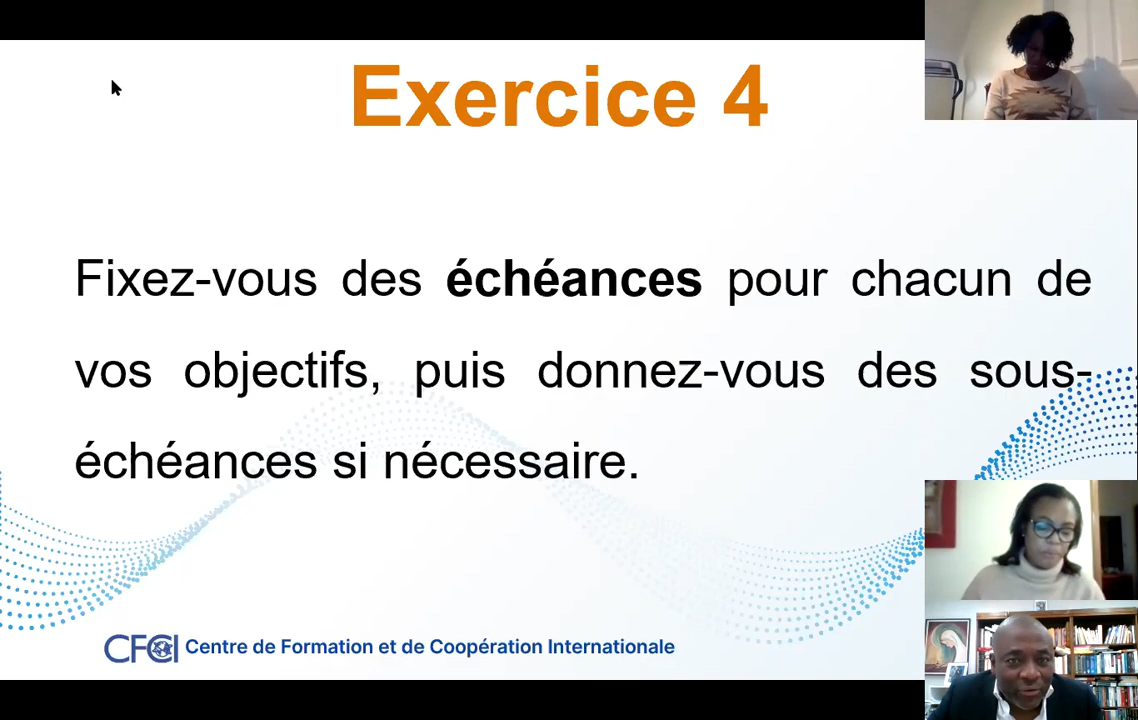 Exercice 4
Fixez-vous des échéances pour chacun de
vos objectifs, puis donnez-vous des sous-
échéances si nécessaire.
CFCI Centre de Formation et de Coopération Internationale